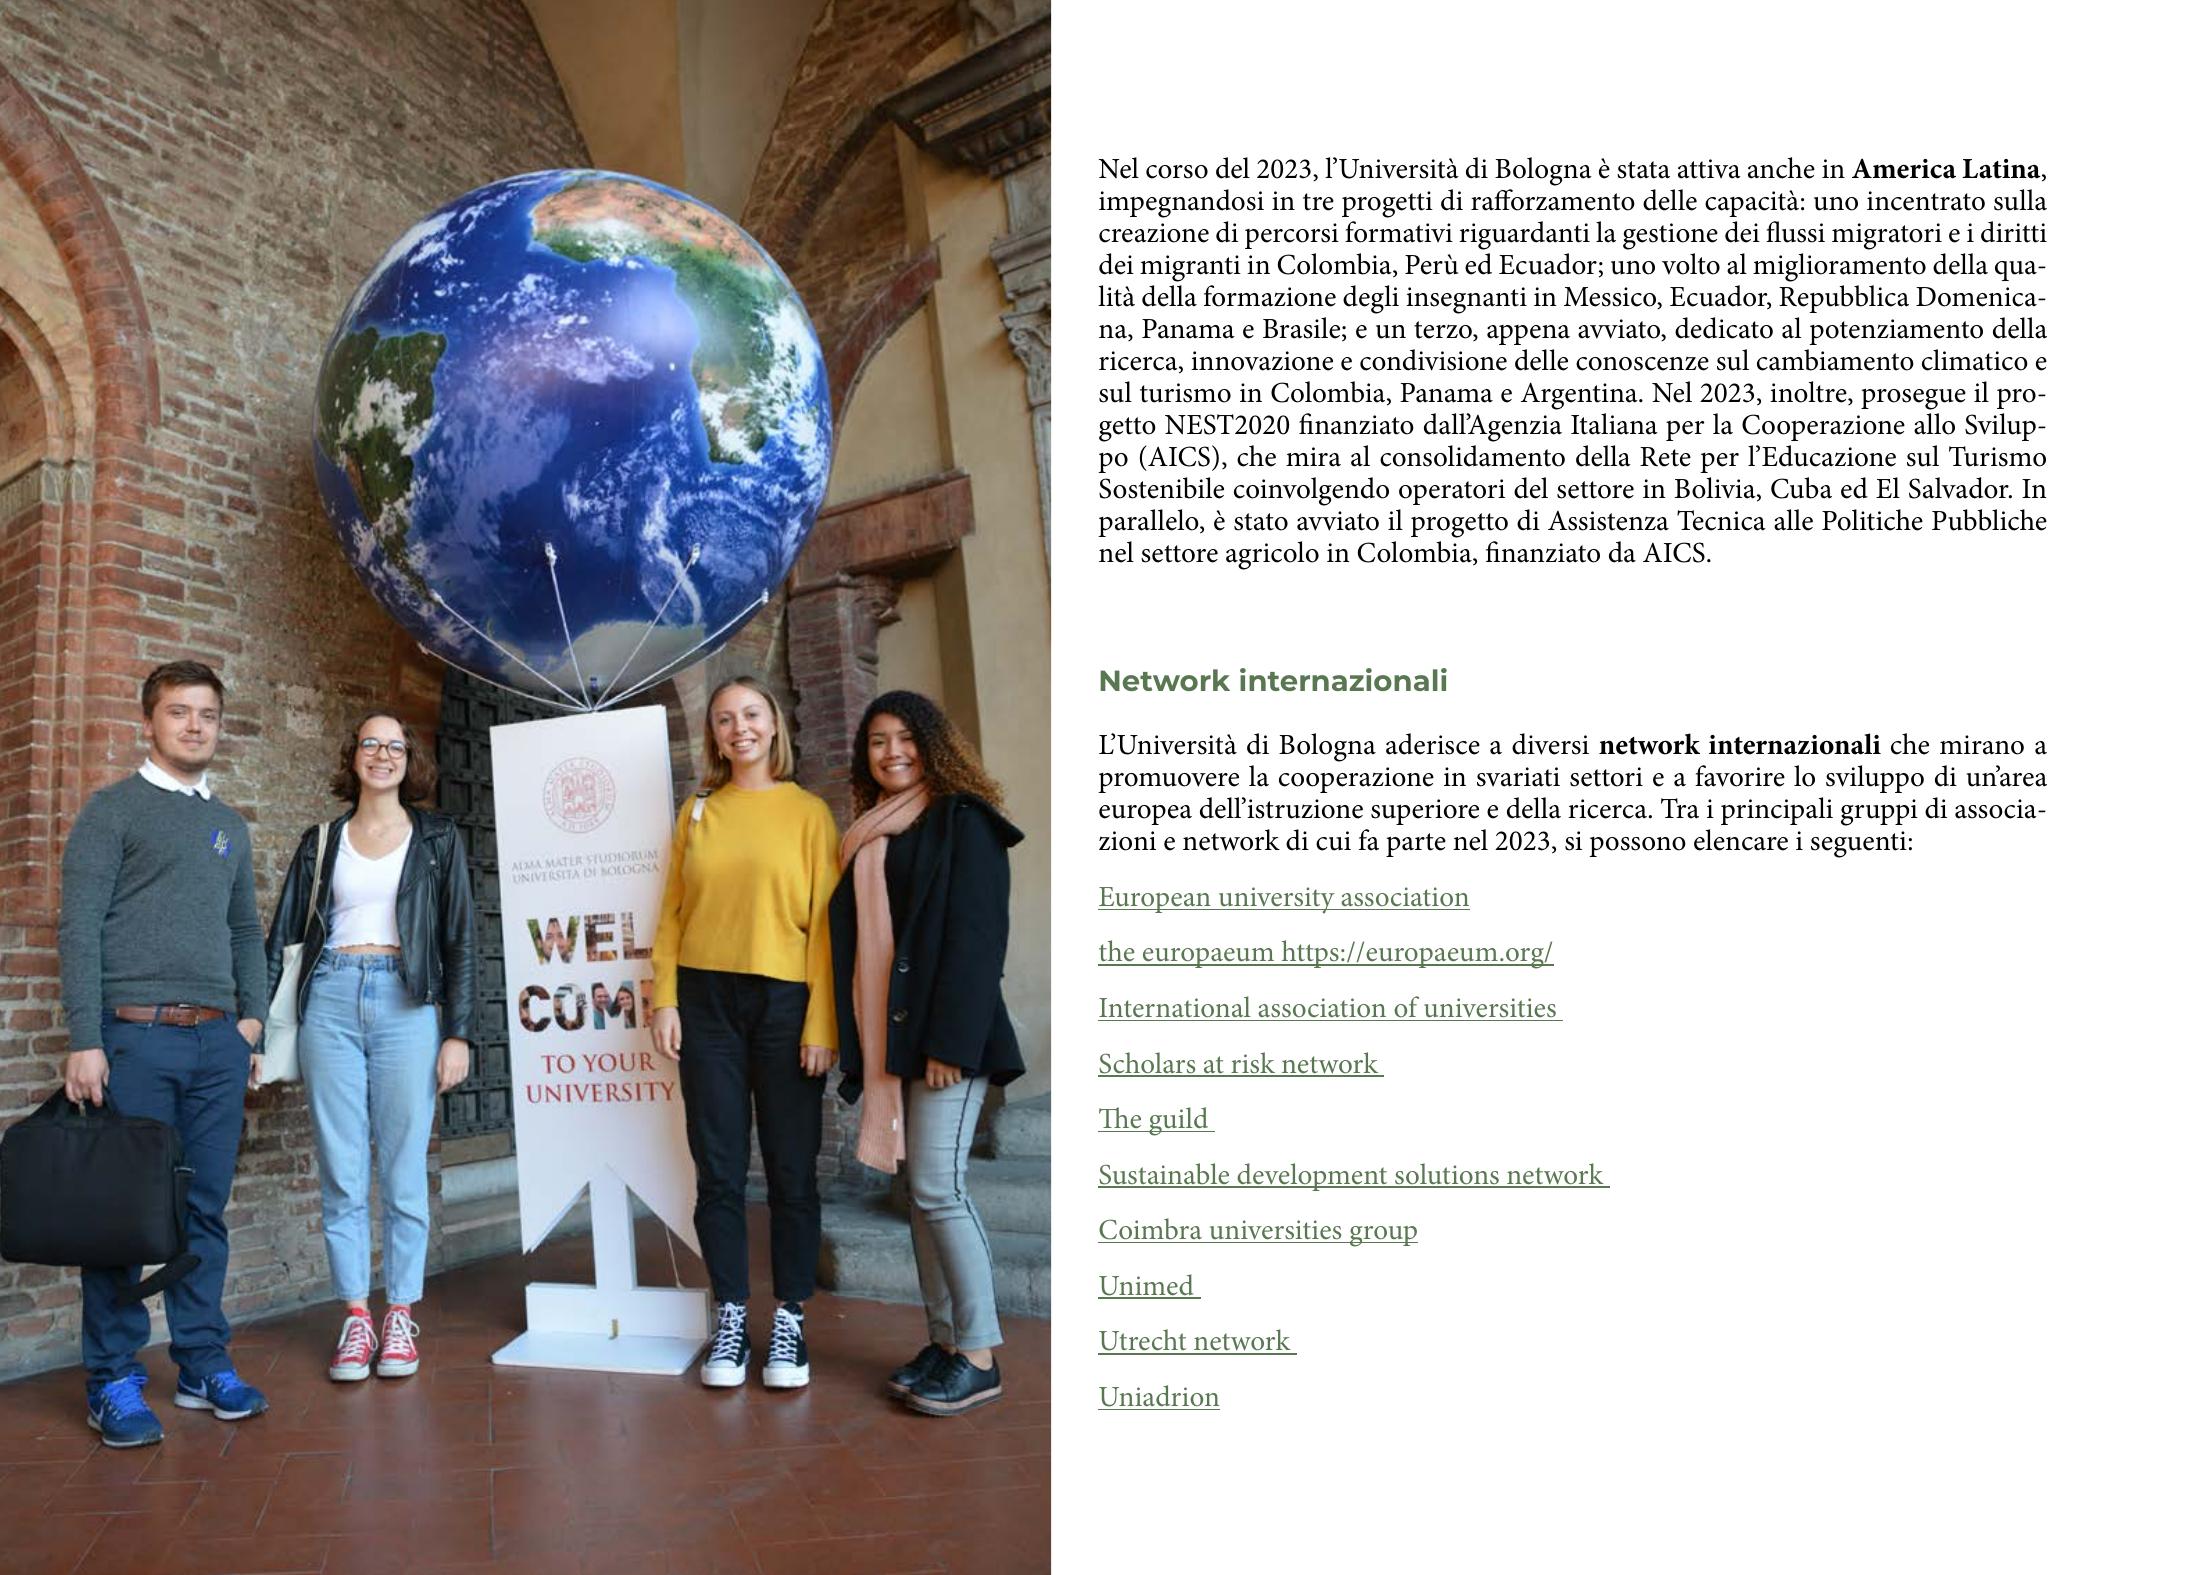 ALMA MATER STUDIORUM
UNIVERSITÀ DI BOLOGNA
WEL
COM
TO YOUR
UNIVERSITY
Nel corso del 2023, l’Università di Bologna è stata attiva anche in America Latina,
impegnandosi in tre progetti di rafforzamento delle capacità: uno incentrato sulla
creazione di percorsi formativi riguardanti la gestione dei flussi migratori e i diritti
dei migranti in Colombia, Perù ed Ecuador; uno volto al miglioramento della qua-
lità della formazione degli insegnanti in Messico, Ecuador, Repubblica Domenica-
na, Panama e Brasile; e un terzo, appena avviato, dedicato al potenziamento della
ricerca, innovazione e condivisione delle conoscenze sul cambiamento climatico e
sul turismo in Colombia, Panama e Argentina. Nel 2023, inoltre, prosegue il pro-
getto NEST2020 finanziato dall’Agenzia Italiana per la Cooperazione allo Svilup-
po (AICS), che mira al consolidamento della Rete per l’Educazione sul Turismo
Sostenibile coinvolgendo operatori del settore in Bolivia, Cuba ed El Salvador. In
parallelo, è stato avviato il progetto di Assistenza Tecnica alle Politiche Pubbliche
nel settore agricolo in Colombia, finanziato da AICS.
Network internazionali
L’Università di Bologna aderisce a diversi network internazionali che mirano a
promuovere la cooperazione in svariati settori e a favorire lo sviluppo di un’area
europea dell’istruzione superiore e della ricerca. Tra i principali gruppi di associa-
zioni e network di cui fa parte nel 2023, si possono elencare i seguenti:
European university association
the europaeum https://europaeum.org/
International association of universities
Scholars at risk network
The guild
Sustainable development solutions network
Coimbra universities group
Unimed
Utrecht network
Uniadrion